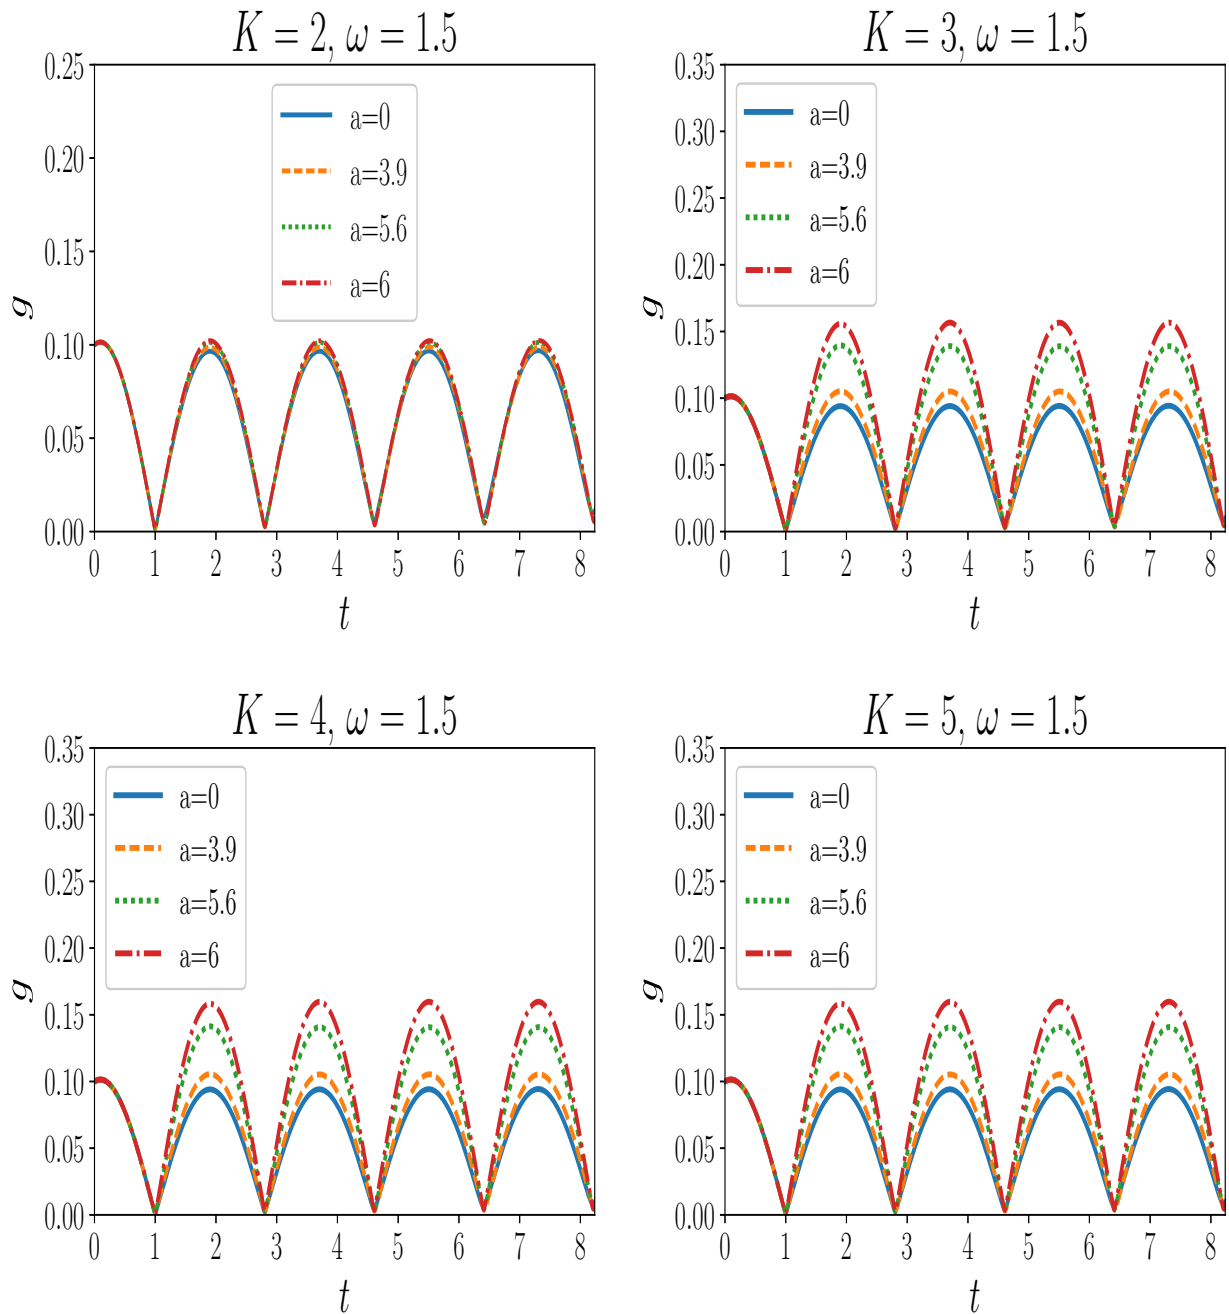 K = 2, ω = 1.5
0.25
0.20
0.15
0.10
0.05
0.00
g
a=0
a=3.9
a=5.6
a=6
0 1 2 3 4 5 6 7 8
t
K = 3, ω = 1.5
0.35
0.30
0.25
0.20
0.15
0.10
0.05
0.00
g
a=0
a=3.9
a=5.6
a=6
0 1 2 3 4 5 6 7 8
t
K = 4, ω = 1.5
0.35
0.30
0.25
0.20
0.15
0.10
0.05
0.00
g
a=0
a=3.9
a=5.6
a=6
0 1 2 3 4 5 6 7 8
t
K = 5, ω = 1.5
0.35
0.30
0.25
0.20
0.15
0.10
0.05
0.00
g
a=0
a=3.9
a=5.6
a=6
0 1 2 3 4 5 6 7 8
t